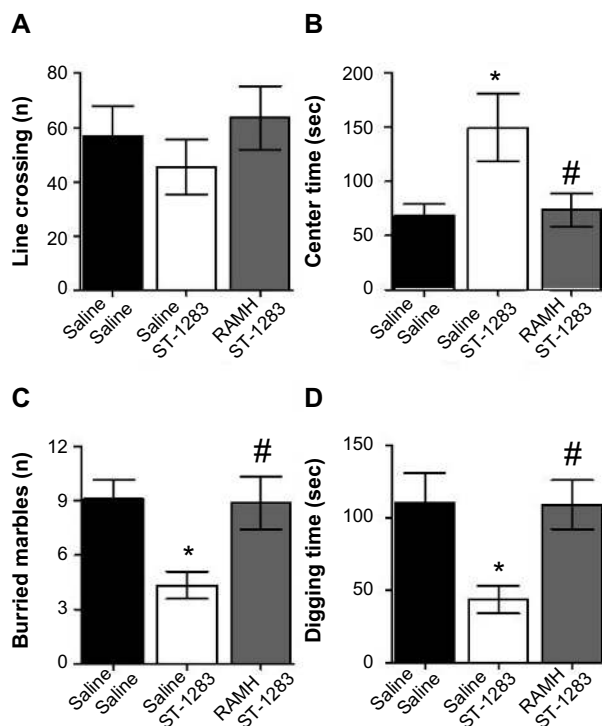 A
Line crossing (n)
80
60
40
20
0
Saline Saline
Saline ST-1283
RAMH ST-1283
B
Center time (sec)
200
150
100
50
0
*
#
Saline Saline
Saline ST-1283
RAMH ST-1283
C
Burried marbles (n)
12
9
6
3
0
*
#
Saline Saline
Saline ST-1283
RAMH ST-1283
D
Digging time (sec)
150
100
50
0
*
#
Saline Saline
Saline ST-1283
RAMH ST-1283